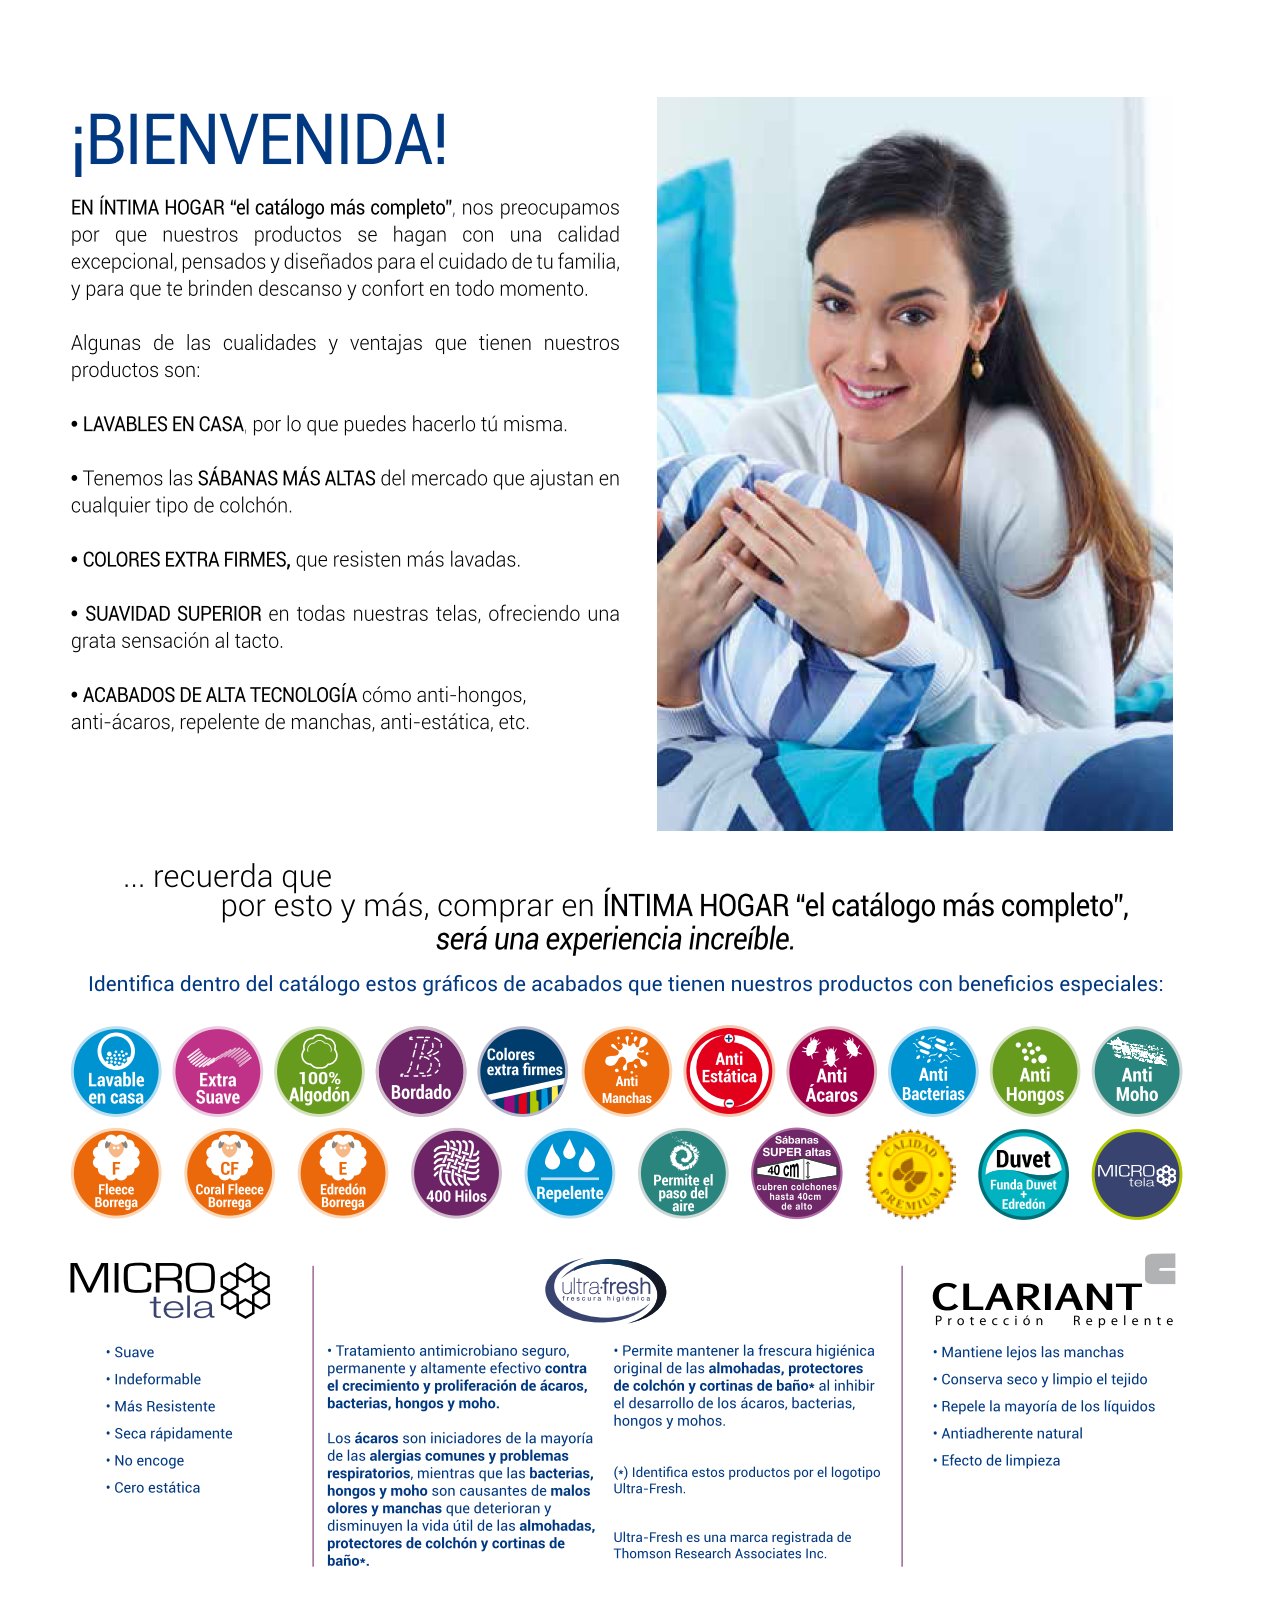 ¡BIENVENIDA!
EN ÍNTIMA HOGAR “el catálogo más completo”, nos preocupamos
por que nuestros productos se hagan con una calidad
excepcional, pensados y diseñados para el cuidado de tu familia,
y para que te brinden descanso y confort en todo momento.
Algunas de las cualidades y ventajas que tienen nuestros
productos son:
• LAVABLES EN CASA, por lo que puedes hacerlo tú misma.
• Tenemos las SÁBANAS MÁS ALTAS del mercado que ajustan en
cualquier tipo de colchón.
• COLORES EXTRA FIRMES, que resisten más lavadas.
• SUAVIDAD SUPERIOR en todas nuestras telas, ofreciendo una
grata sensación al tacto.
• ACABADOS DE ALTA TECNOLOGÍA cómo anti-hongos,
anti-ácaros, repelente de manchas, anti-estática, etc.
... recuerda que
por esto y más, comprar en ÍNTIMA HOGAR “el catálogo más completo”,
será una experiencia increíble.
Identifica dentro del catálogo estos gráficos de acabados que tienen nuestros productos con beneficios especiales:
Lavable
en casa
Extra
Suave
100%
Algodón
B
Bordado
Colores
extra firmes
Anti
Manchas
+
Anti
Estática
−
Anti
Ácaros
Anti
Bacterias
Anti
Hongos
Anti
Moho
F
Fleece
Borrega
CF
Coral Fleece
Borrega
E
Edredón
Borrega
400 Hilos
Repelente
Permite el
paso del
aire
Sábanas
SUPER altas
40 cm
cubren colchones
hasta 40cm
de alto
CALIDAD
PREMIUM
Duvet
Funda Duvet
+
Edredón
MICRO
tela
MICRO
tela
• Suave
• Indeformable
• Más Resistente
• Seca rápidamente
• No encoge
• Cero estática
ultra-fresh
frescura higiénica
• Tratamiento antimicrobiano seguro,
permanente y altamente efectivo contra
el crecimiento y proliferación de ácaros,
bacterias, hongos y moho.
Los ácaros son iniciadores de la mayoría
de las alergias comunes y problemas
respiratorios, mientras que las bacterias,
hongos y moho son causantes de malos
olores y manchas que deterioran y
disminuyen la vida útil de las almohadas,
protectores de colchón y cortinas de
baño*.
• Permite mantener la frescura higiénica
original de las almohadas, protectores
de colchón y cortinas de baño* al inhibir
el desarrollo de los ácaros, bacterias,
hongos y mohos.
(*) Identifica estos productos por el logotipo
Ultra-Fresh.
Ultra-Fresh es una marca registrada de
Thomson Research Associates Inc.
CLARIANT
Protección Repelente
• Mantiene lejos las manchas
• Conserva seco y limpio el tejido
• Repele la mayoría de los líquidos
• Antiadherente natural
• Efecto de limpieza